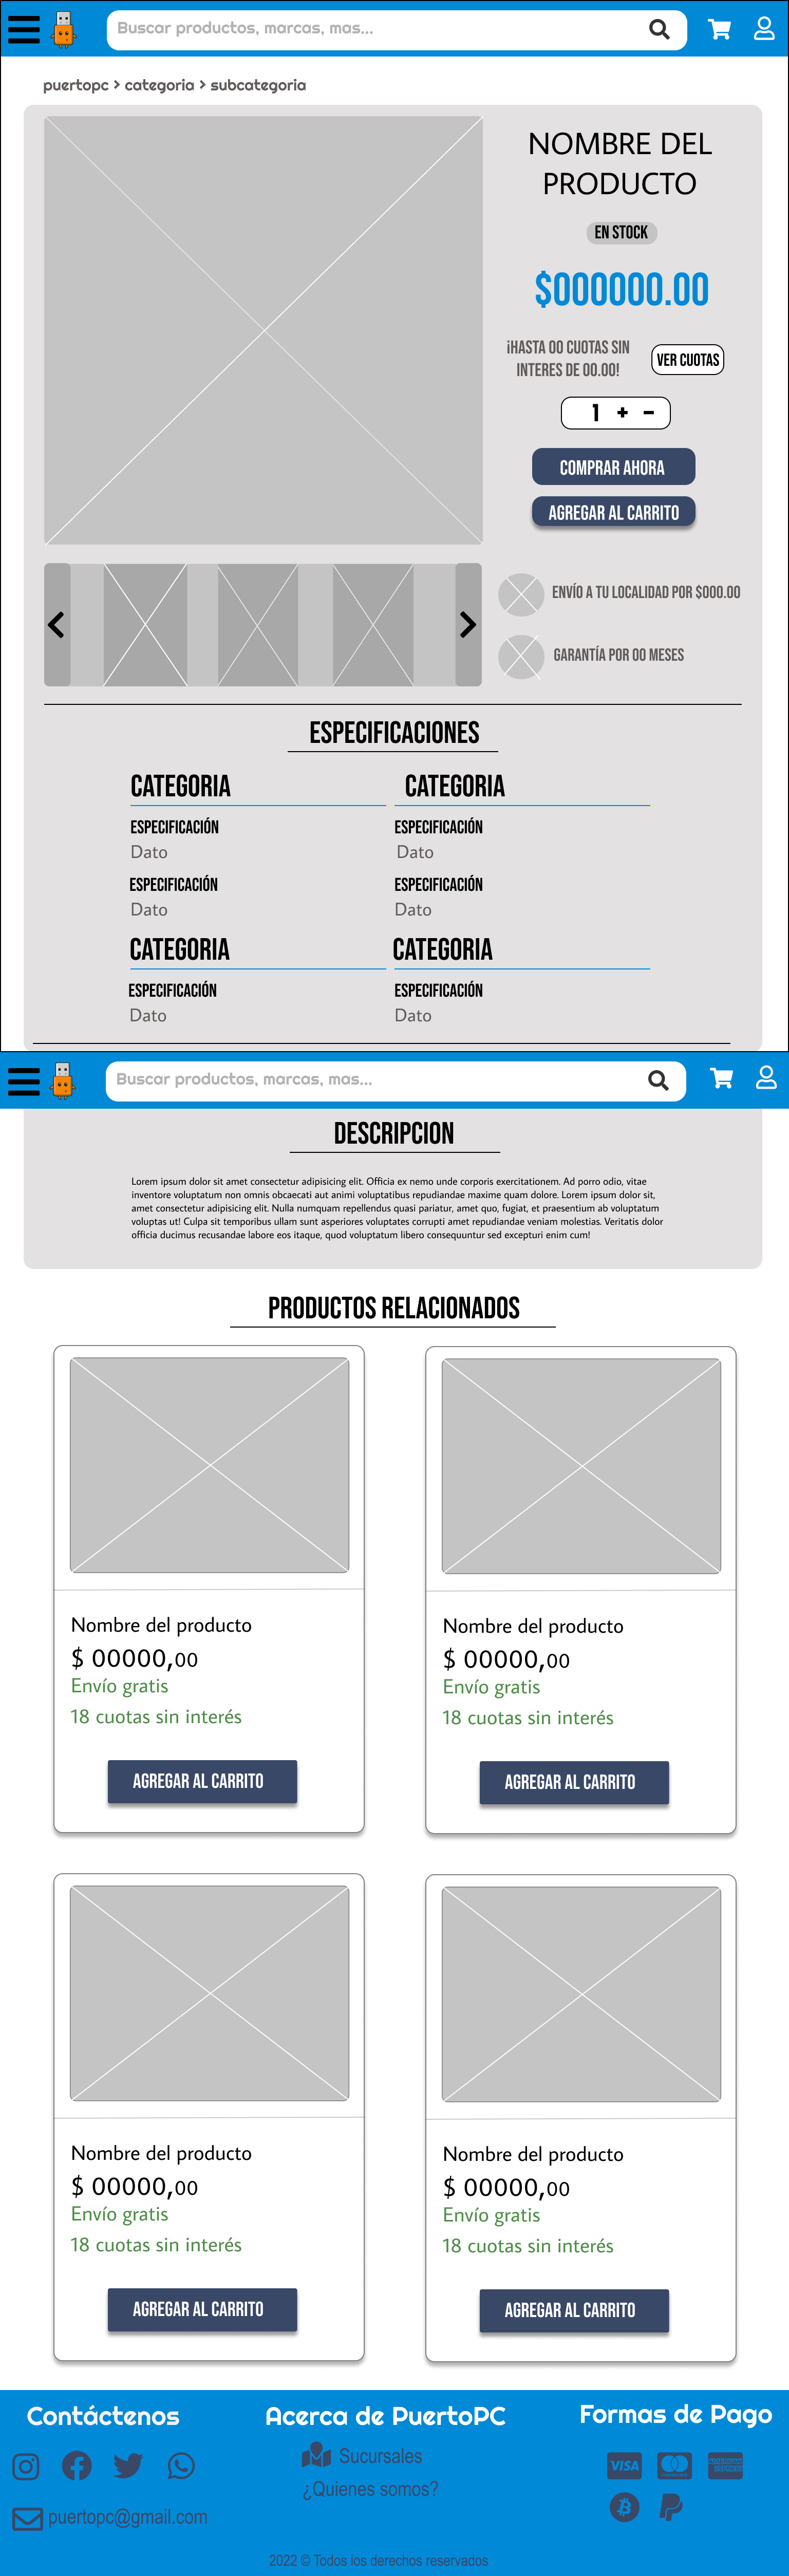 Buscar productos, marcas, mas...
puertopc > categoria > subcategoria
NOMBRE DEL
PRODUCTO
EN STOCK
$000000.00
¡HASTA 00 CUOTAS SIN
INTERES DE 00.00!
VER CUOTAS
1 + -
COMPRAR AHORA
AGREGAR AL CARRITO
ENVÍO A TU LOCALIDAD POR $000.00
GARANTÍA POR 00 MESES
ESPECIFICACIONES
CATEGORIA CATEGORIA
ESPECIFICACIÓN ESPECIFICACIÓN
Dato Dato
ESPECIFICACIÓN ESPECIFICACIÓN
Dato Dato
CATEGORIA CATEGORIA
ESPECIFICACIÓN ESPECIFICACIÓN
Dato Dato
Buscar productos, marcas, mas...
DESCRIPCION
Lorem ipsum dolor sit amet consectetur adipisicing elit. Officia ex nemo unde corporis exercitationem. Ad porro odio, vitae
inventore voluptatum non omnis obcaecati aut animi voluptatibus repudiandae maxime quam dolore. Lorem ipsum dolor sit,
amet consectetur adipisicing elit. Nulla numquam repellendus quasi pariatur, amet quo, fugiat, et praesentium ab voluptatum
voluptas ut! Culpa sit temporibus ullam sunt asperiores voluptates corrupti amet repudiandae veniam molestias. Veritatis dolor
officia ducimus recusandae labore eos itaque, quod voluptatum libero consequuntur sed excepturi enim cum!
PRODUCTOS RELACIONADOS
Nombre del producto
$ 00000,00
Envío gratis
18 cuotas sin interés
AGREGAR AL CARRITO
Nombre del producto
$ 00000,00
Envío gratis
18 cuotas sin interés
AGREGAR AL CARRITO
Nombre del producto
$ 00000,00
Envío gratis
18 cuotas sin interés
AGREGAR AL CARRITO
Nombre del producto
$ 00000,00
Envío gratis
18 cuotas sin interés
AGREGAR AL CARRITO
Contáctenos
puertopc@gmail.com
Acerca de PuertoPC
Sucursales
¿Quienes somos?
Formas de Pago
VISA
AMERICAN EXPRESS
2022 © Todos los derechos reservados